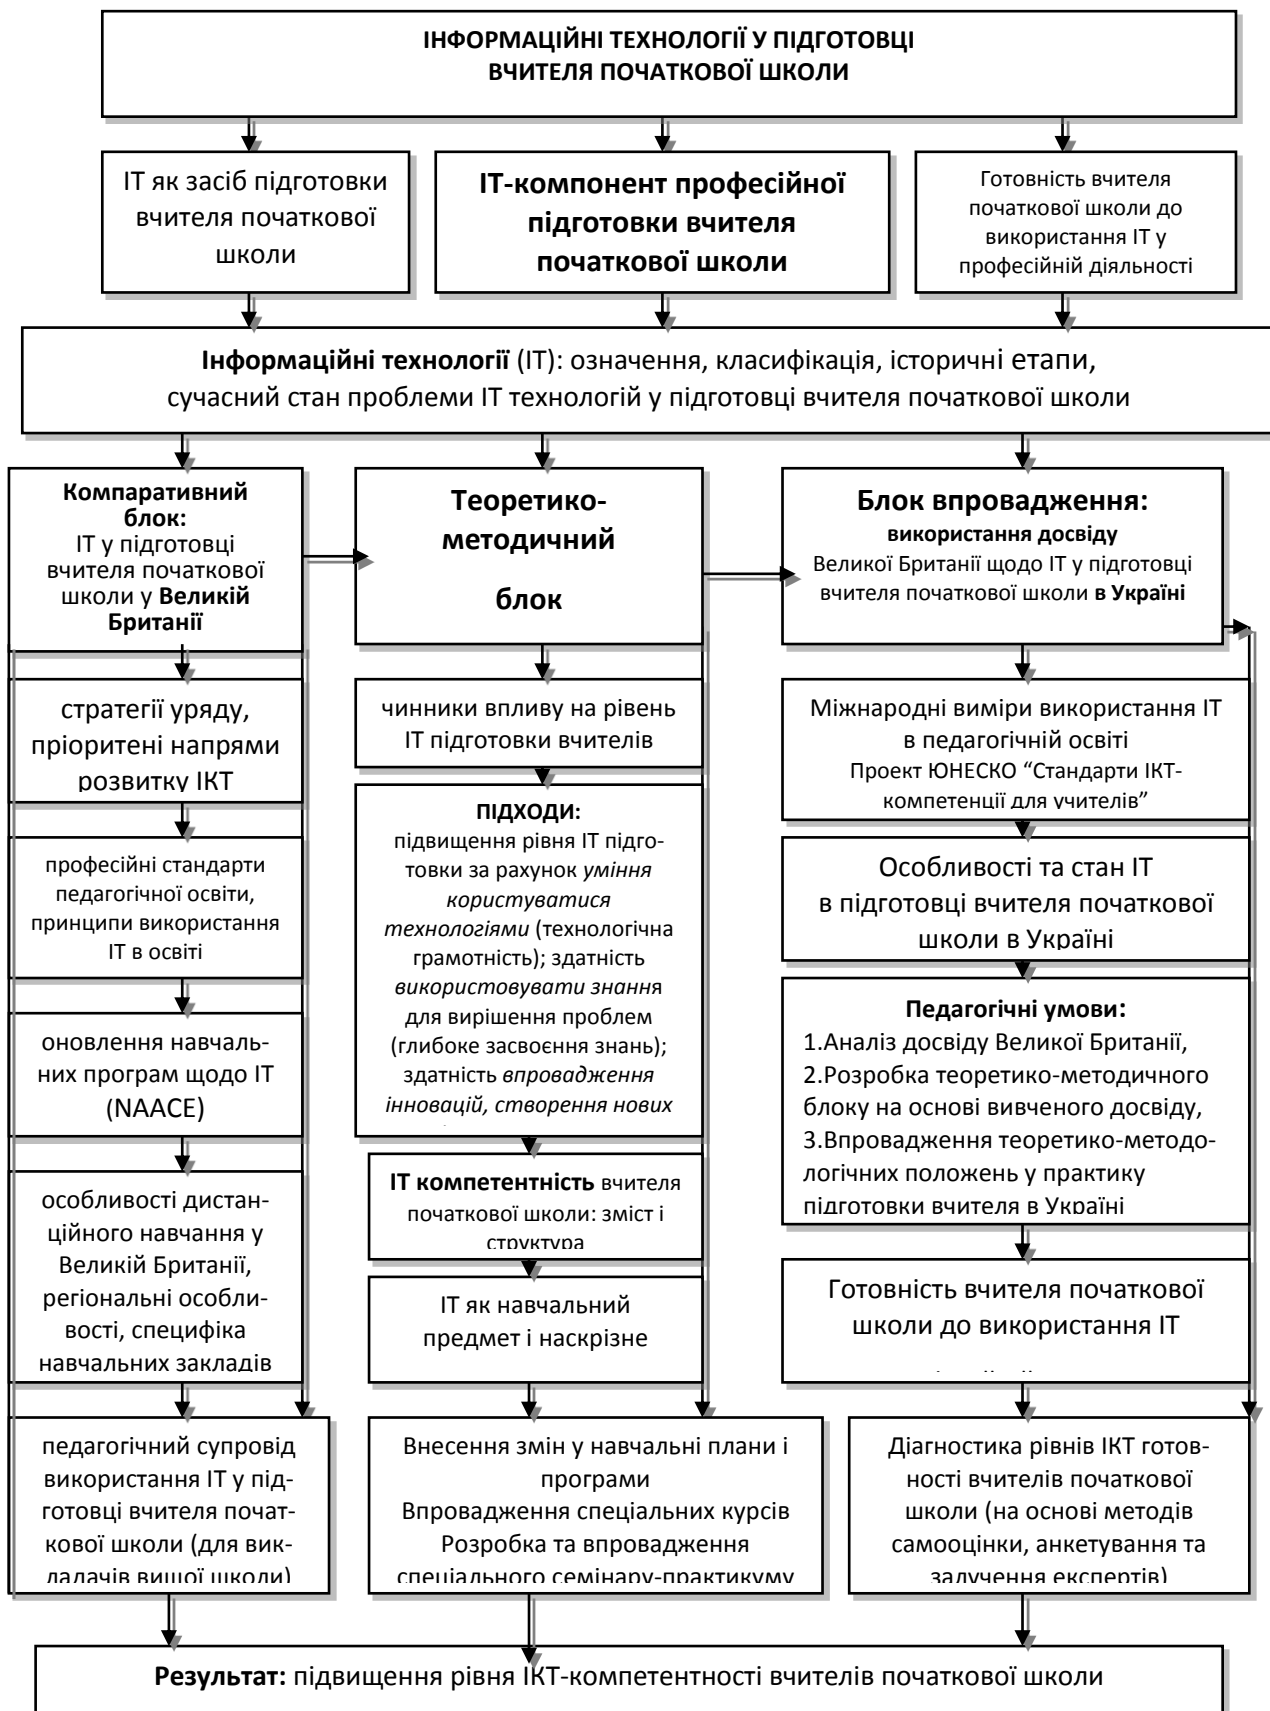 ІНФОРМАЦІЙНІ ТЕХНОЛОГІЇ У ПІДГОТОВЦІ
ВЧИТЕЛЯ ПОЧАТКОВОЇ ШКОЛИ
ІТ як засіб підготовки
вчителя початкової
школи
ІТ-компонент професійної
підготовки вчителя
початкової школи
Готовність вчителя
початкової школи до
використання ІТ у
професійній діяльності
Інформаційні технології (ІТ): означення, класифікація, історичні етапи,
сучасний стан проблеми ІТ технологій у підготовці вчителя початкової школи
Компаративний
блок:
ІТ у підготовці
вчителя початкової
школи у Великій
Британії
Теоретико-
методичний
блок
Блок впровадження:
використання досвіду
Великої Британії щодо ІТ у підготовці
вчителя початкової школи в Україні
стратегії уряду,
пріоритені напрями
розвитку ІКТ
професійні стандарти
педагогічної освіти,
принципи використання
ІТ в освіті
оновлення навчаль-
них програм щодо ІТ
(NAACE)
особливості дистан-
ційного навчання у
Великій Британії,
регіональні особли-
вості, специфіка
навчальних закладів
педагогічний супровід
використання ІТ у під-
готовці вчителя почат-
кової школи (для вик-
ладачів вищої школи)
чинники впливу на рівень
ІТ підготовки вчителів
ПІДХОДИ:
підвищення рівня ІТ підго-
товки за рахунок уміння
користуватися
технологіями (технологічна
грамотність); здатність
використовувати знання
для вирішення проблем
(глибоке засвоєння знань);
здатність впровадження
інновацій, створення нових
ІТ компетентність вчителя
початкової школи: зміст і
структура
ІТ як навчальний
предмет і наскрізне
Внесення змін у навчальні плани і
програми
Впровадження спеціальних курсів
Розробка та впровадження
спеціального семінару-практикуму
Міжнародні виміри використання ІТ
в педагогічній освіті
Проект ЮНЕСКО “Стандарти ІКТ-
компетенції для учителів”
Особливості та стан ІТ
в підготовці вчителя початкової
школи в Україні
Педагогічні умови:
1.Аналіз досвіду Великої Британії,
2.Розробка теоретико-методичного
блоку на основі вивченого досвіду,
3.Впровадження теоретико-методо-
логічних положень у практику
підготовки вчителя в Україні
Готовність вчителя початкової
школи до використання ІТ
Діагностика рівнів ІКТ готов-
ності вчителів початкової
школи (на основі методів
самооцінки, анкетування та
залучення експертів)
Результат: підвищення рівня ІКТ-компетентності вчителів початкової школи